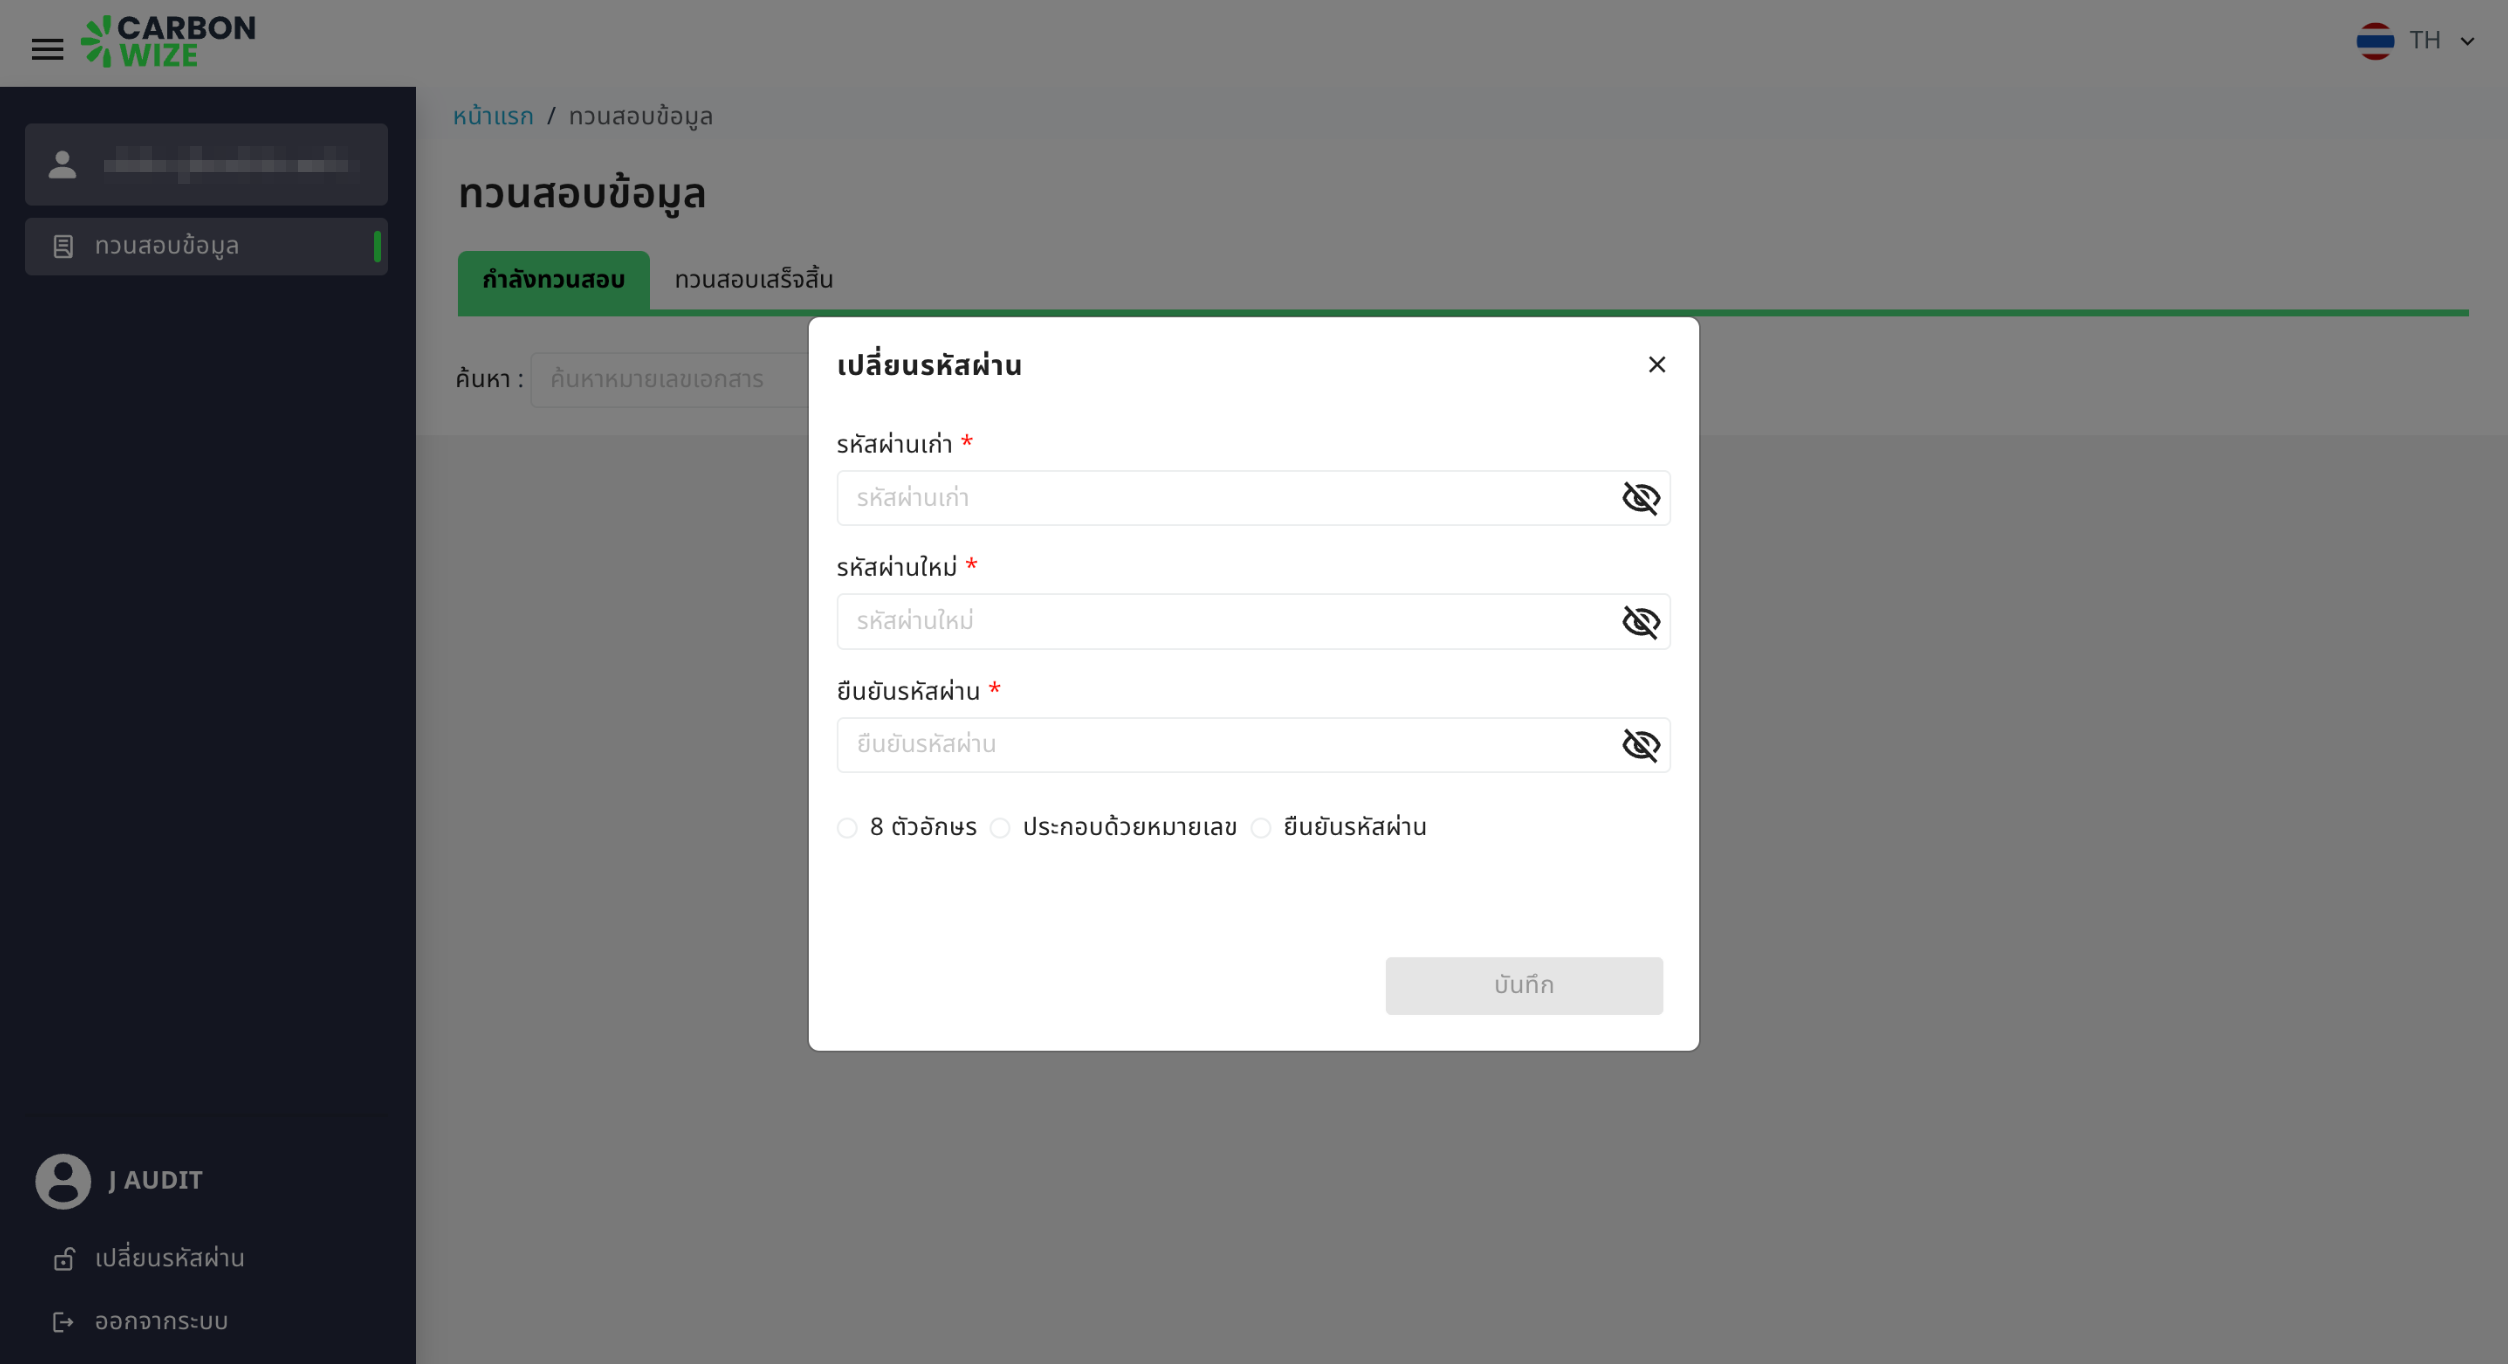 CARBON
WIZE
TH
ทวนสอบข้อมูล
J AUDIT
เปลี่ยนรหัสผ่าน
ออกจากระบบ
หน้าแรก / ทวนสอบข้อมูล
ทวนสอบข้อมูล
กำลังทวนสอบ ทวนสอบเสร็จสิ้น
ค้นหา : ค้นหาหมายเลขเอกสาร
เปลี่ยนรหัสผ่าน
รหัสผ่านเก่า *
รหัสผ่านเก่า
รหัสผ่านใหม่ *
รหัสผ่านใหม่
ยืนยันรหัสผ่าน *
ยืนยันรหัสผ่าน
8 ตัวอักษร ประกอบด้วยหมายเลข ยืนยันรหัสผ่าน
บันทึก